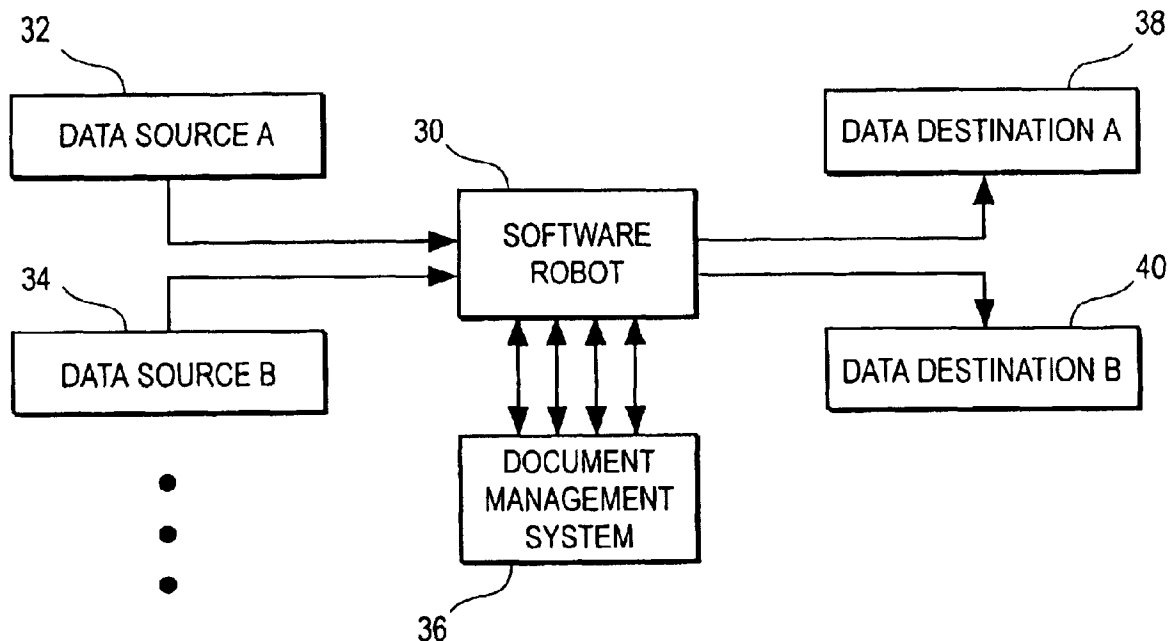 32
DATA SOURCE A
34
DATA SOURCE B
30
SOFTWARE
ROBOT
DOCUMENT
MANAGEMENT
SYSTEM
36
38
DATA DESTINATION A
40
DATA DESTINATION B